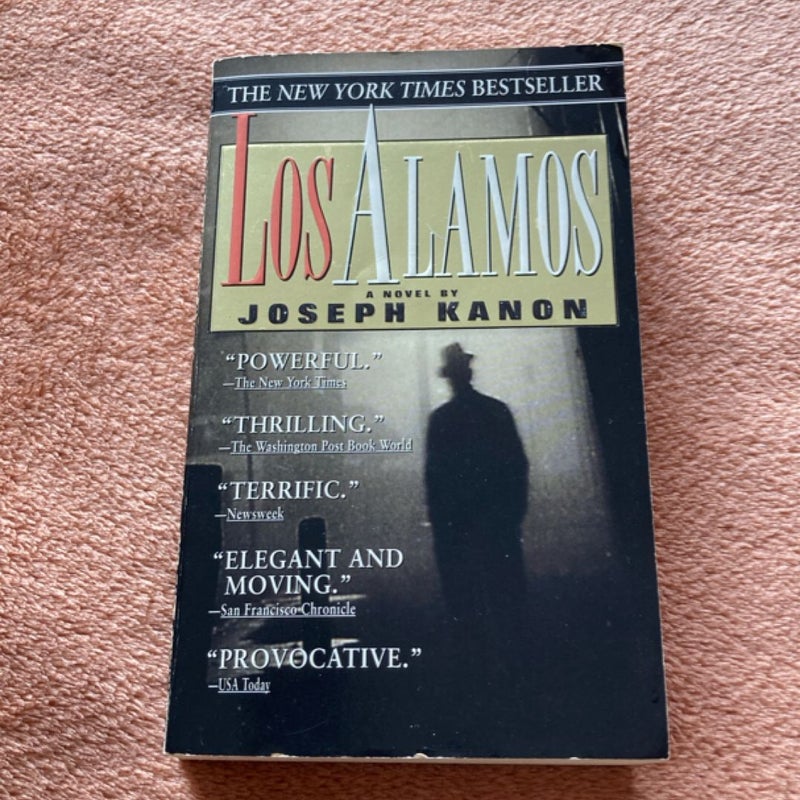 THE NEW YORK TIMES BESTSELLER
LOS ALAMOS
A NOVEL BY
JOSEPH KANON
“POWERFUL.”
—The New York Times
“THRILLING.”
—The Washington Post Book World
“TERRIFIC.”
—Newsweek
“ELEGANT AND
MOVING.”
—San Francisco Chronicle
“PROVOCATIVE.”
—USA Today